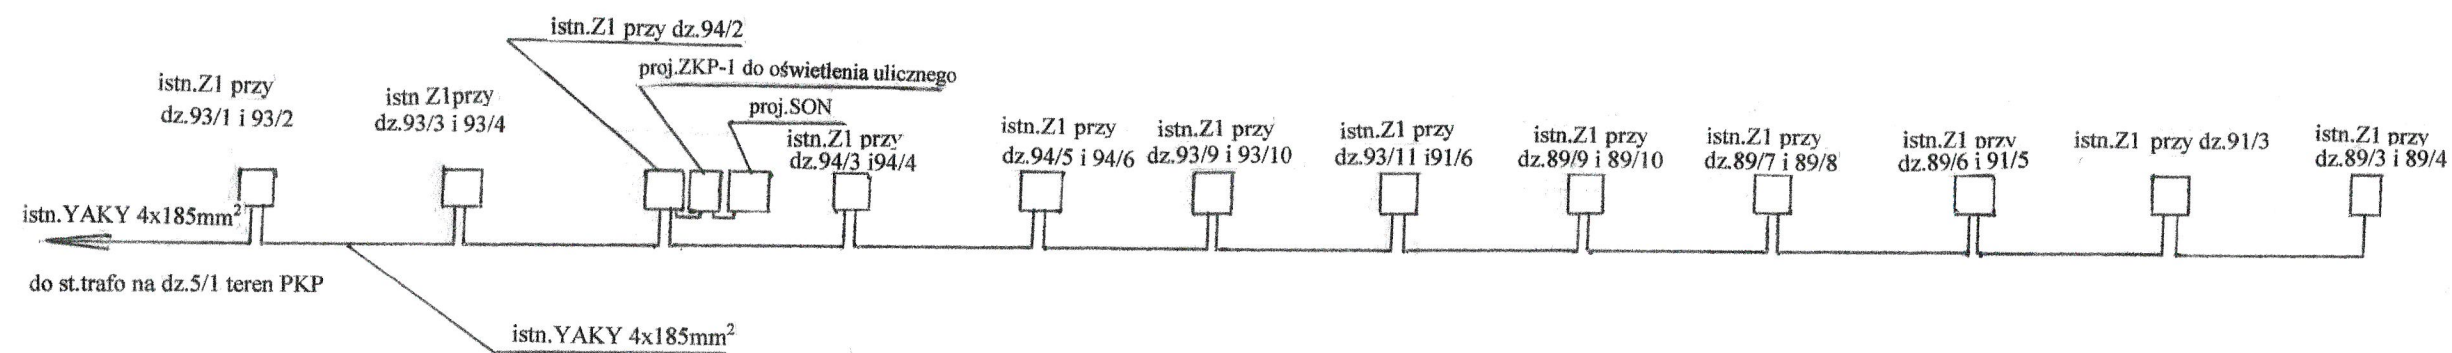 istn.Z1 przy dz.94/2
proj.ZKP-1 do oświetlenia ulicznego
proj.SON
istn.Z1 przy
dz.93/1 i 93/2
istn Z1przy
dz.93/3 i 93/4
istn.Z1 przy
dz.94/3 i94/4
istn.Z1 przy
dz.94/5 i 94/6
istn.Z1 przy
dz.93/9 i 93/10
istn.Z1 przy
dz.93/11 i91/6
istn.Z1 przy
dz.89/9 i 89/10
istn.Z1 przy
dz.89/7 i 89/8
istn.Z1 przy
dz.89/6 i 91/5
istn.Z1 przy dz.91/3
istn.Z1 przy
dz.89/3 i 89/4
istn.YAKY 4x185mm²
do st.trafo na dz.5/1 teren PKP
istn.YAKY 4x185mm²